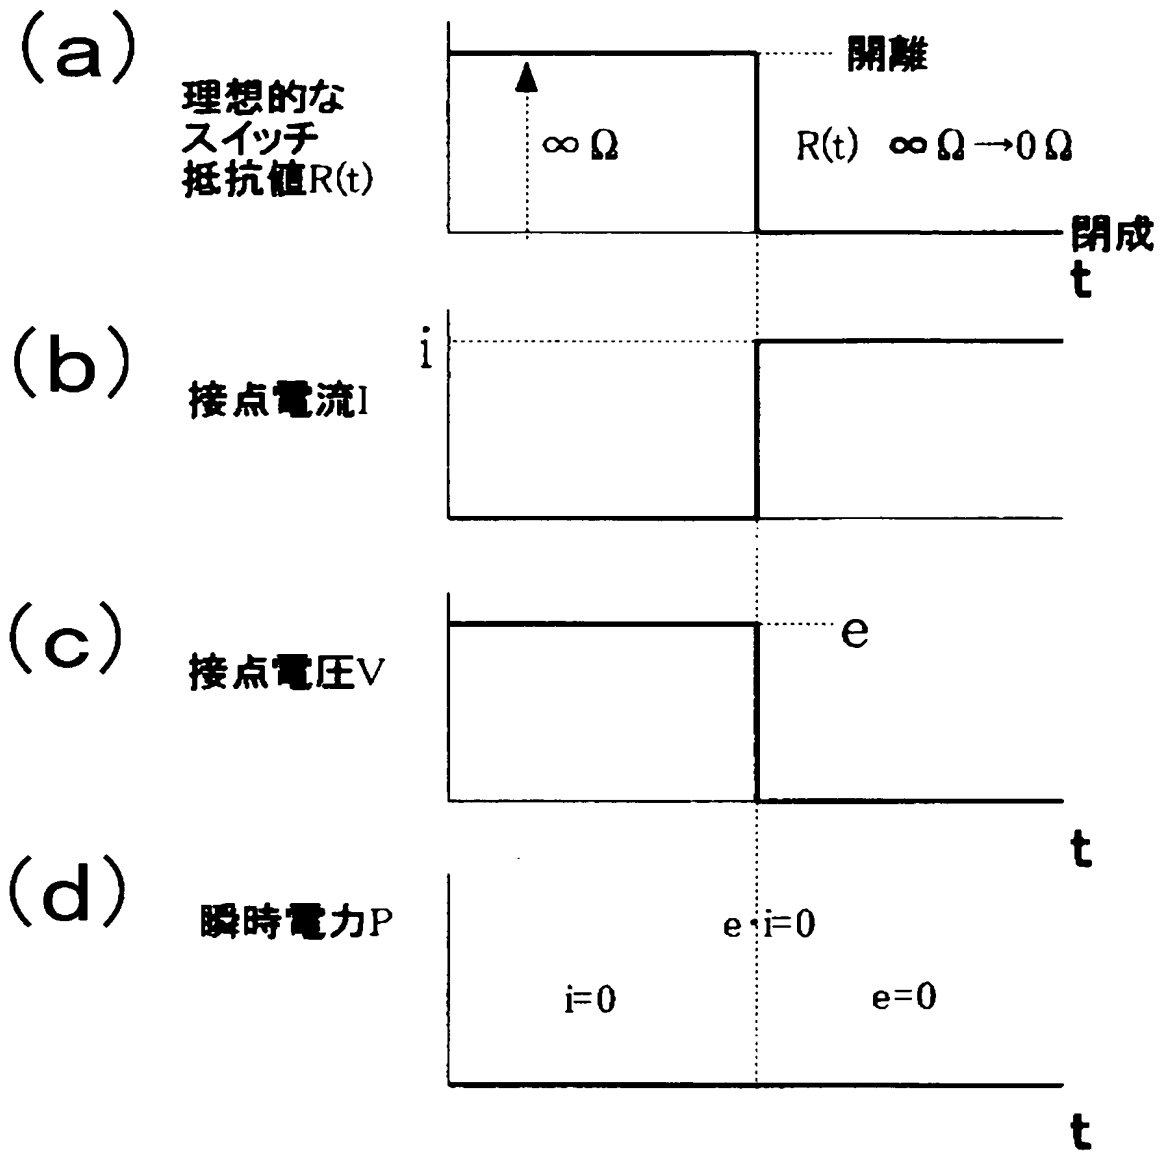 (a)
理想的な
スイッチ
抵抗値R(t)
∞Ω
開離
R(t) ∞Ω→0Ω
閉成
t
(b)
接点電流I
i
(c)
接点電圧V
e
t
(d)
瞬時電力P
e・i=0
i=0
e=0
t